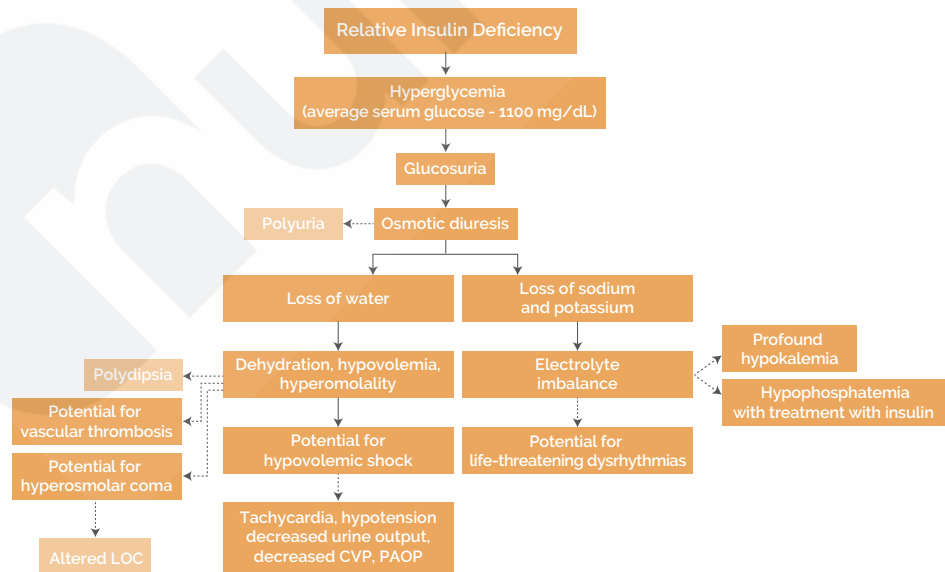 Relative Insulin Deficiency
Hyperglycemia
(average serum glucose - 1100 mg/dL)
Glucosuria
Polyuria
Osmotic diuresis
Loss of water
Loss of sodium
and potassium
Dehydration, hypovolemia,
hyperomolality
Electrolyte
imbalance
Profound
hypokalemia
Hypophosphatemia
with treatment with insulin
Polydipsia
Potential for
vascular thrombosis
Potential for
hyperosmolar coma
Altered LOC
Potential for
hypovolemic shock
Potential for
life-threatening dysrhythmias
Tachycardia, hypotension
decreased urine output,
decreased CVP, PAOP